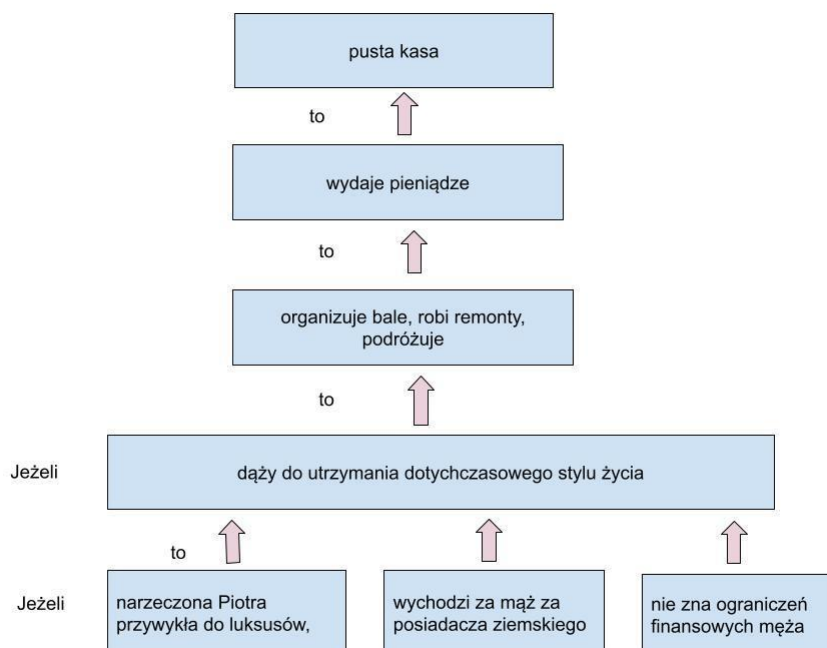 pusta kasa
to
wydaje pieniądze
to
organizuje bale, robi remonty,
podróżuje
to
Jeżeli
dąży do utrzymania dotychczasowego stylu życia
to
Jeżeli
narzeczona Piotra
przywykła do luksusów,
wychodzi za mąż za
posiadacza ziemskiego
nie zna ograniczeń
finansowych męża